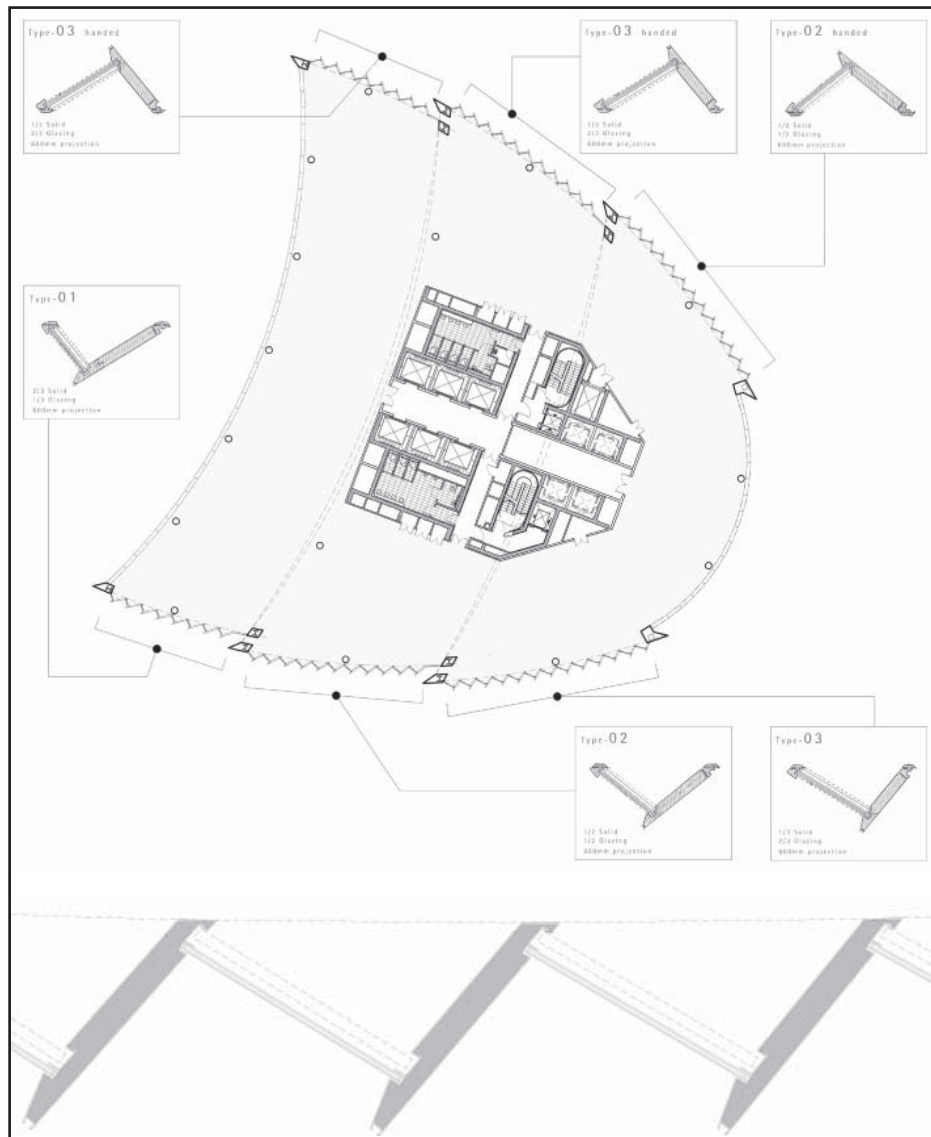 Type-03 handed
1/3 Solid
2/3 Glazing
600mm projection
Type-03 handed
1/3 Solid
2/3 Glazing
600mm projection
Type-02 handed
1/2 Solid
1/2 Glazing
600mm projection
Type-01
2/3 Solid
1/3 Glazing
600mm projection
Type-02
1/2 Solid
1/2 Glazing
600mm projection
Type-03
1/3 Solid
2/3 Glazing
600mm projection